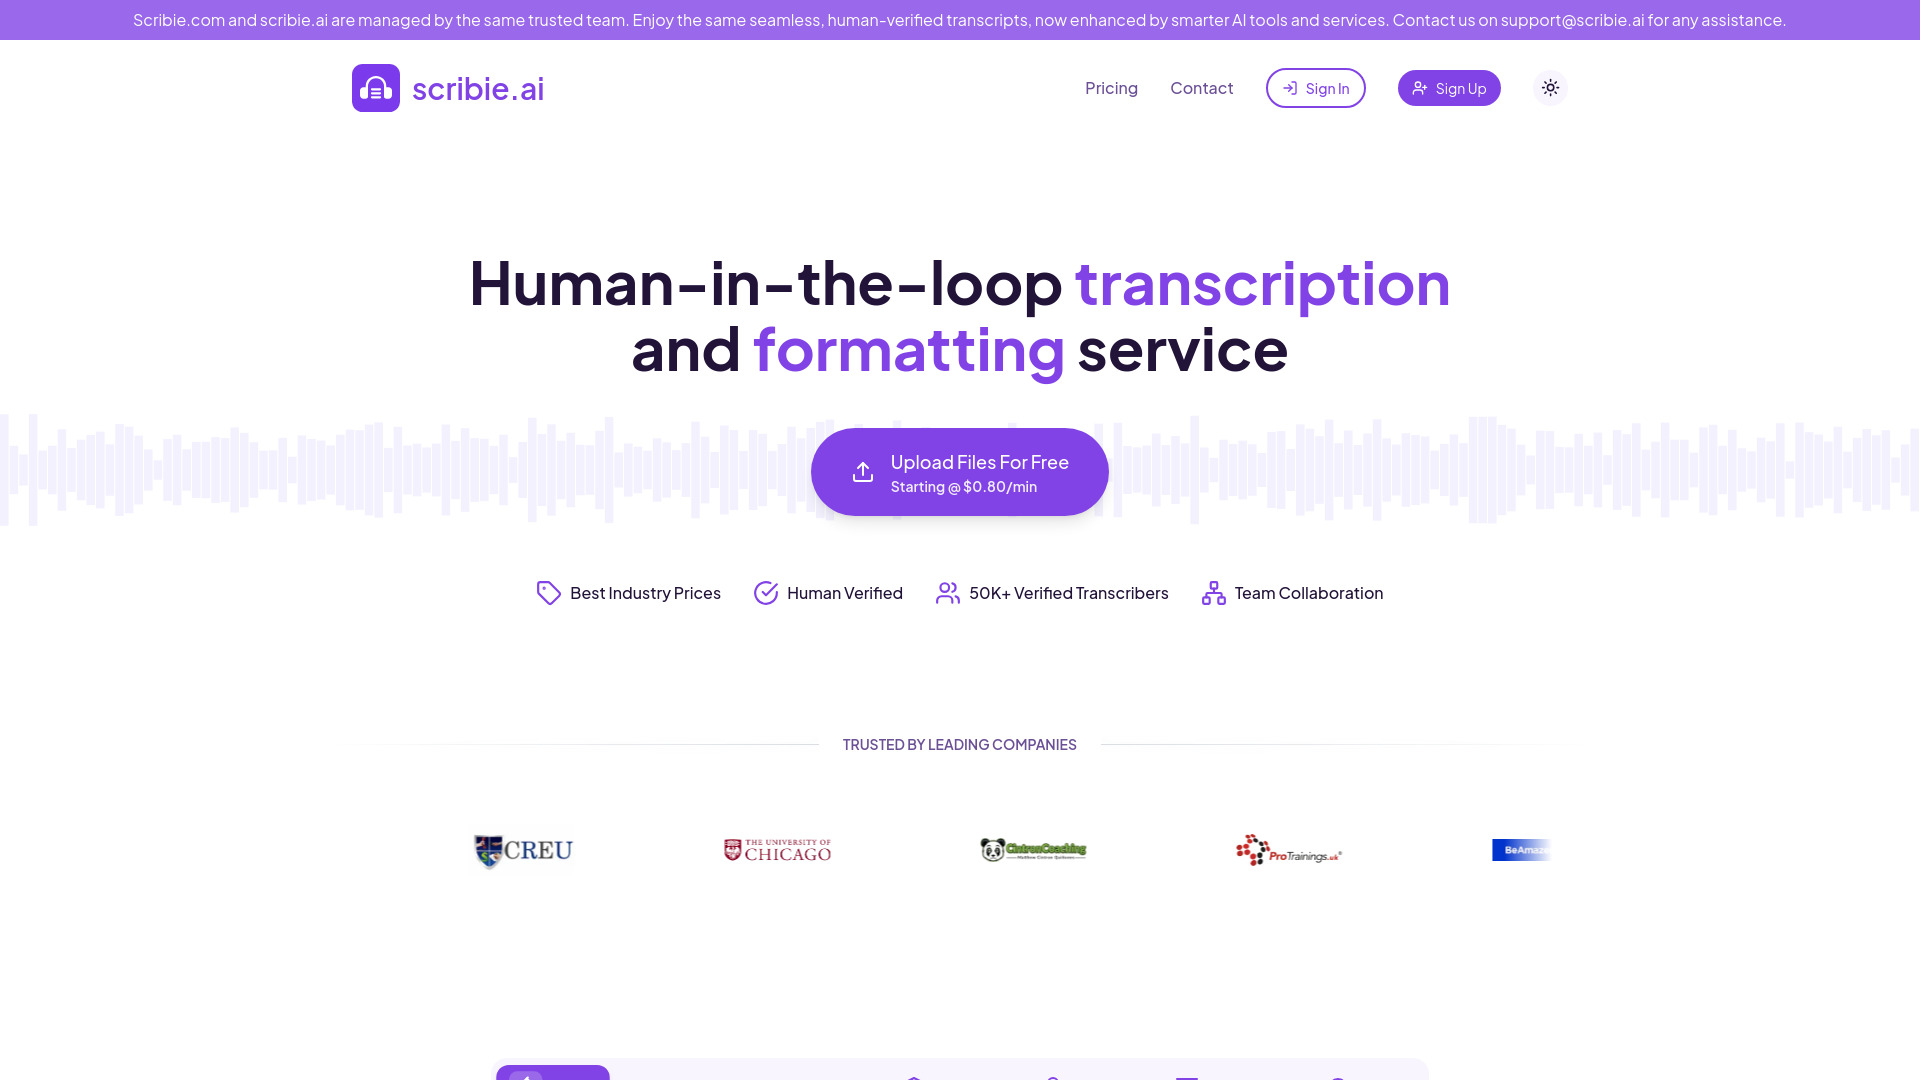 Scribie.com and scribie.ai are managed by the same trusted team. Enjoy the same seamless, human-verified transcripts, now enhanced by smarter AI tools and services. Contact us on support@scribie.ai for any assistance.
scribie.ai
Pricing
Contact
Sign In
Sign Up
Human-in-the-loop transcription
and formatting service
Upload Files For Free
Starting @ $0.80/min
Best Industry Prices
Human Verified
50K+ Verified Transcribers
Team Collaboration
TRUSTED BY LEADING COMPANIES
CREU
THE UNIVERSITY OF
CHICAGO
CintronCoaching
ProTrainings.uk